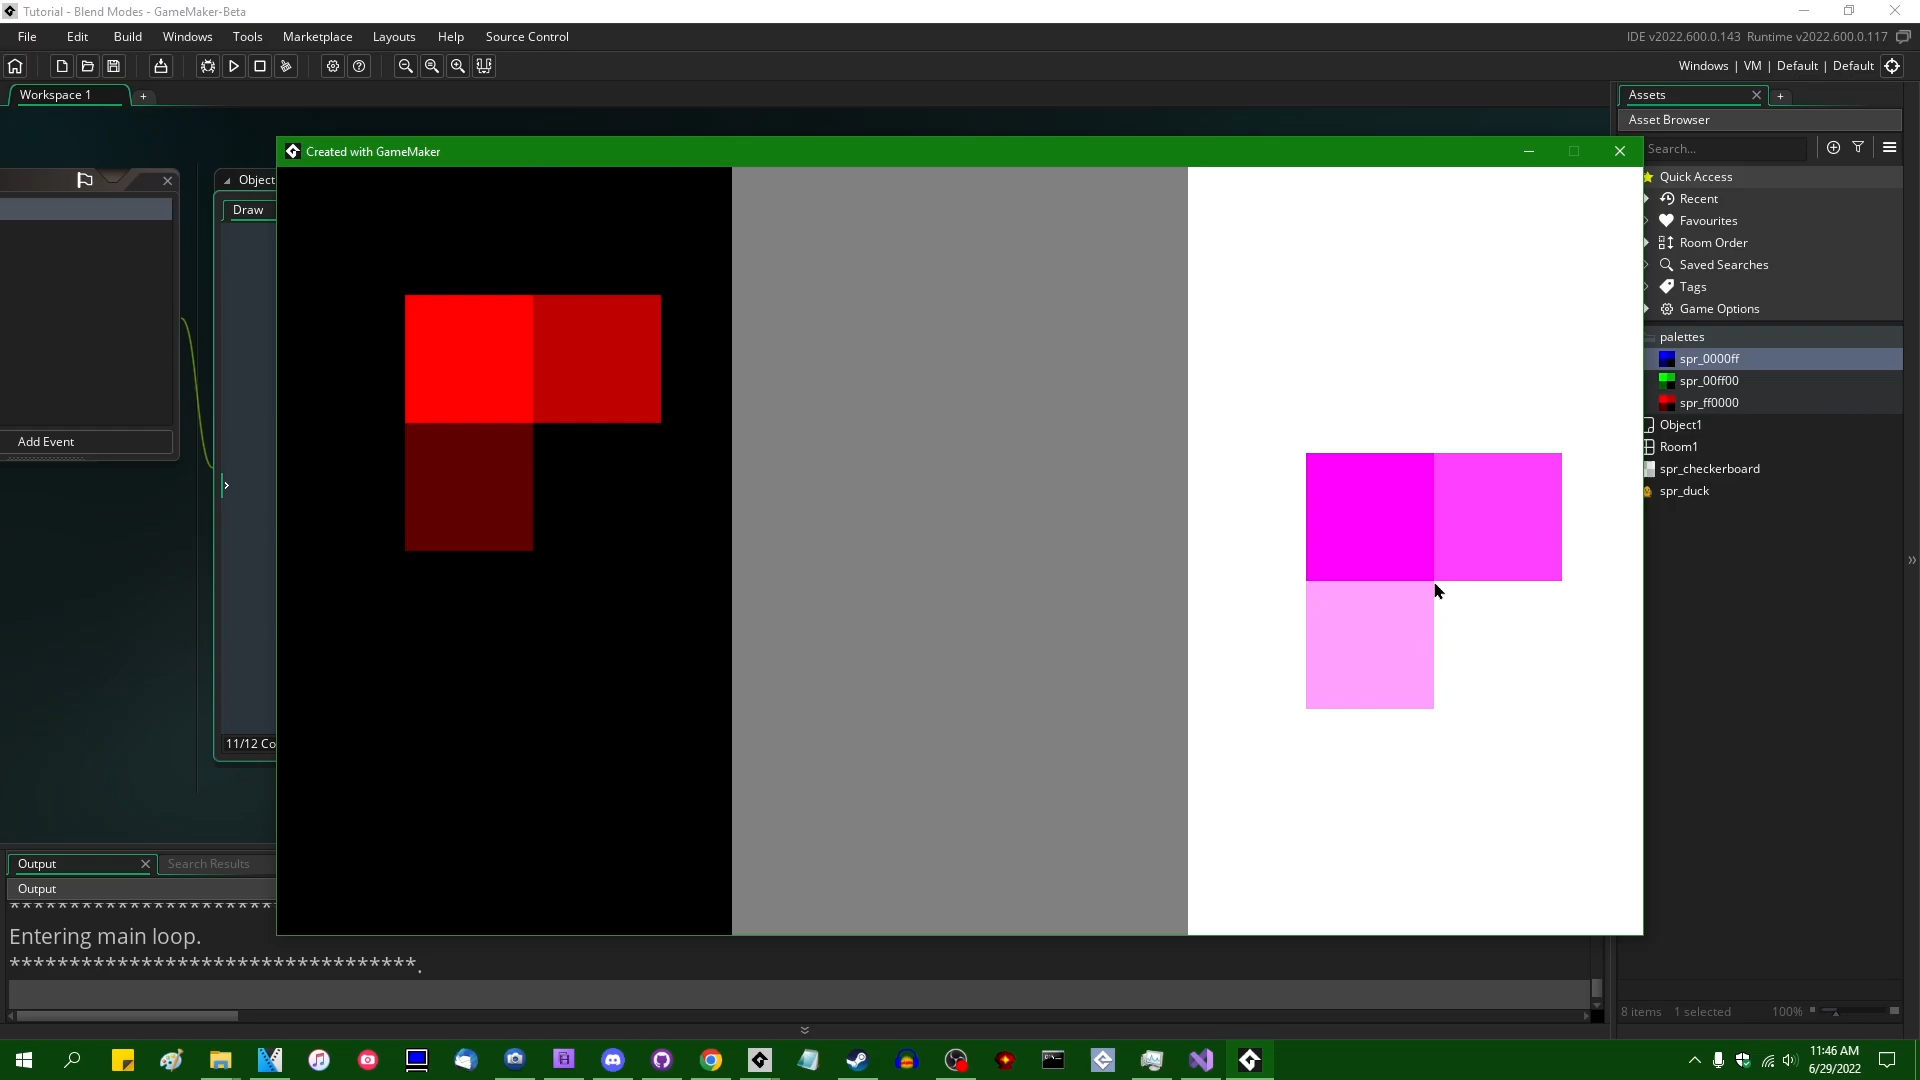 Tutorial - Blend Modes - GameMaker-Beta
File Edit Build Windows Tools Marketplace Layouts Help Source Control
IDE v2022.600.0.143 Runtime v2022.600.0.117
Windows | VM | Default | Default
Workspace 1
Assets
Asset Browser
Search...
Created with GameMaker
Object
Draw
Quick Access
Recent
Favourites
Room Order
Saved Searches
Tags
Game Options
palettes
spr_0000ff
spr_00ff00
spr_ff0000
Object1
Room1
spr_checkerboard
spr_duck
Add Event
11/12 Co
Output
Search Results
Output
***********************
Entering main loop.
**********************************.
8 items 1 selected 100%
11:46 AM
6/29/2022